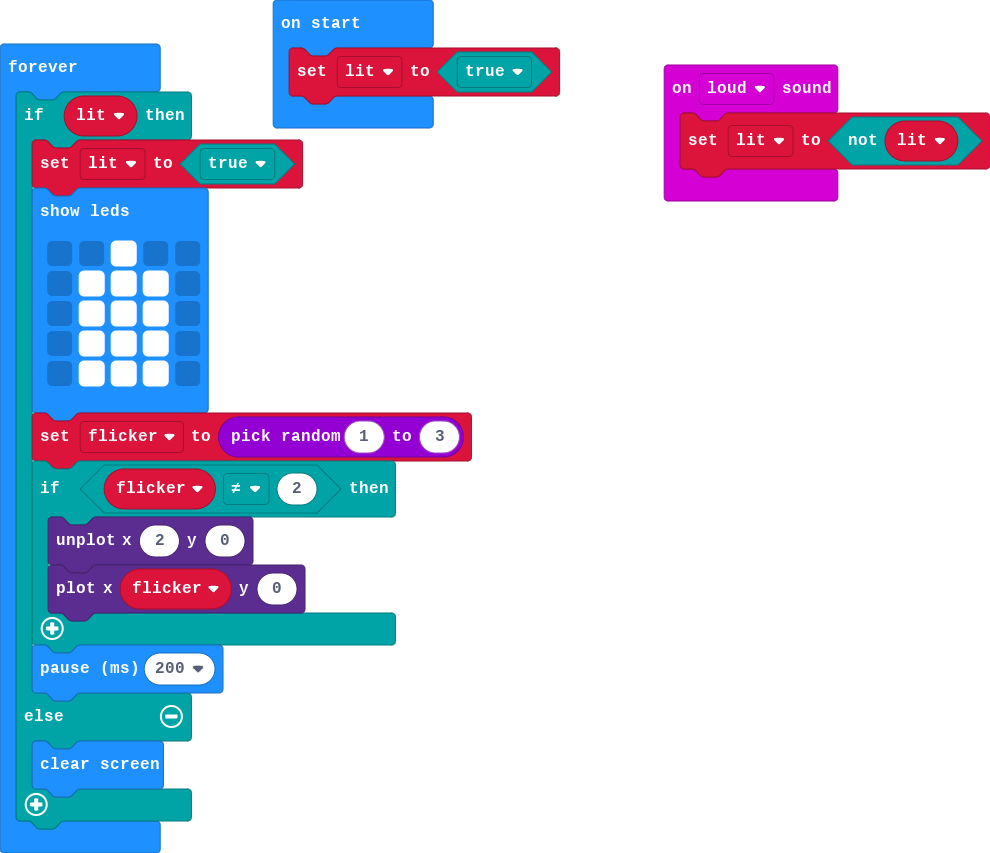 on start
set lit to true
forever
if lit then
set lit to true
show leds
set flicker to pick random 1 to 3
if flicker ≠ 2 then
unplot x 2 y 0
plot x flicker y 0
pause (ms) 200
else
clear screen
on loud sound
set lit to not lit